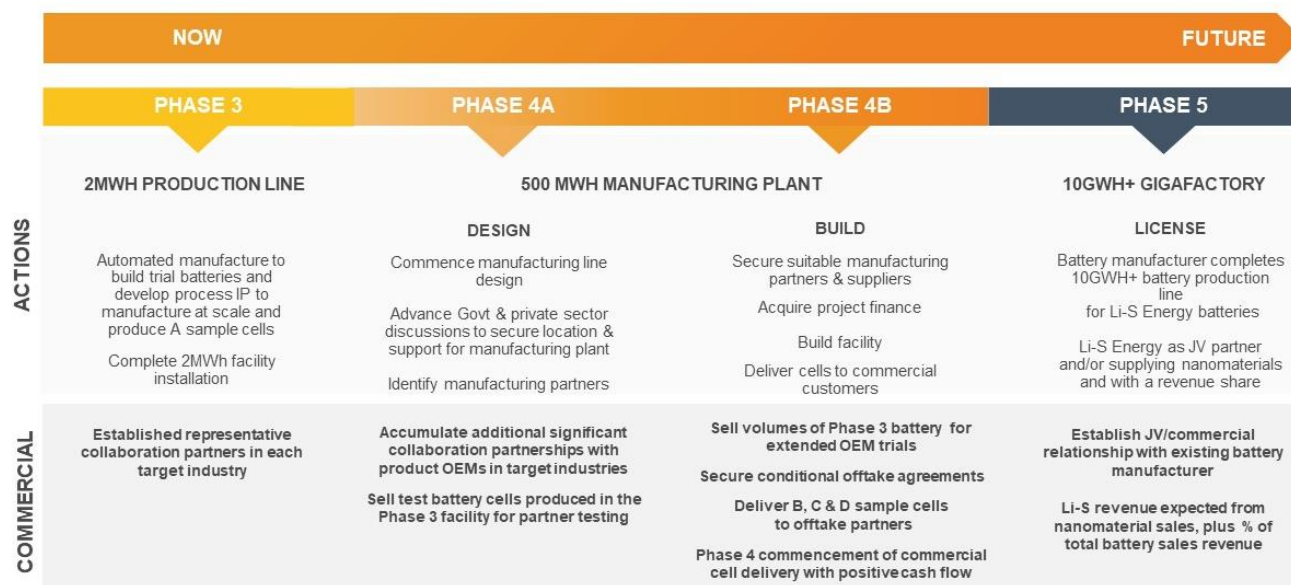 NOW
FUTURE
PHASE 3
PHASE 4A
PHASE 4B
PHASE 5
ACTIONS
2MWH PRODUCTION LINE
Automated manufacture to
build trial batteries and
develop process IP to
manufacture at scale and
produce A sample cells
Complete 2MWh facility
installation
500 MWH MANUFACTURING PLANT
DESIGN
Commence manufacturing line
design
Advance Govt & private sector
discussions to secure location &
support for manufacturing plant
Identify manufacturing partners
BUILD
Secure suitable manufacturing
partners & suppliers
Acquire project finance
Build facility
Deliver cells to commercial
customers
10GWH+ GIGAFACTORY
LICENSE
Battery manufacturer completes
10GWH+ battery production
line
for Li-S Energy batteries
Li-S Energy as JV partner
and/or supplying nanomaterials
and with a revenue share
COMMERCIAL
Established representative
collaboration partners in each
target industry
Accumulate additional significant
collaboration partnerships with
product OEMs in target industries
Sell test battery cells produced in the
Phase 3 facility for partner testing
Sell volumes of Phase 3 battery for
extended OEM trials
Secure conditional offtake agreements
Deliver B, C & D sample cells
to offtake partners
Phase 4 commencement of commercial
cell delivery with positive cash flow
Establish JV/commercial
relationship with existing battery
manufacturer
Li-S revenue expected from
nanomaterial sales, plus % of
total battery sales revenue